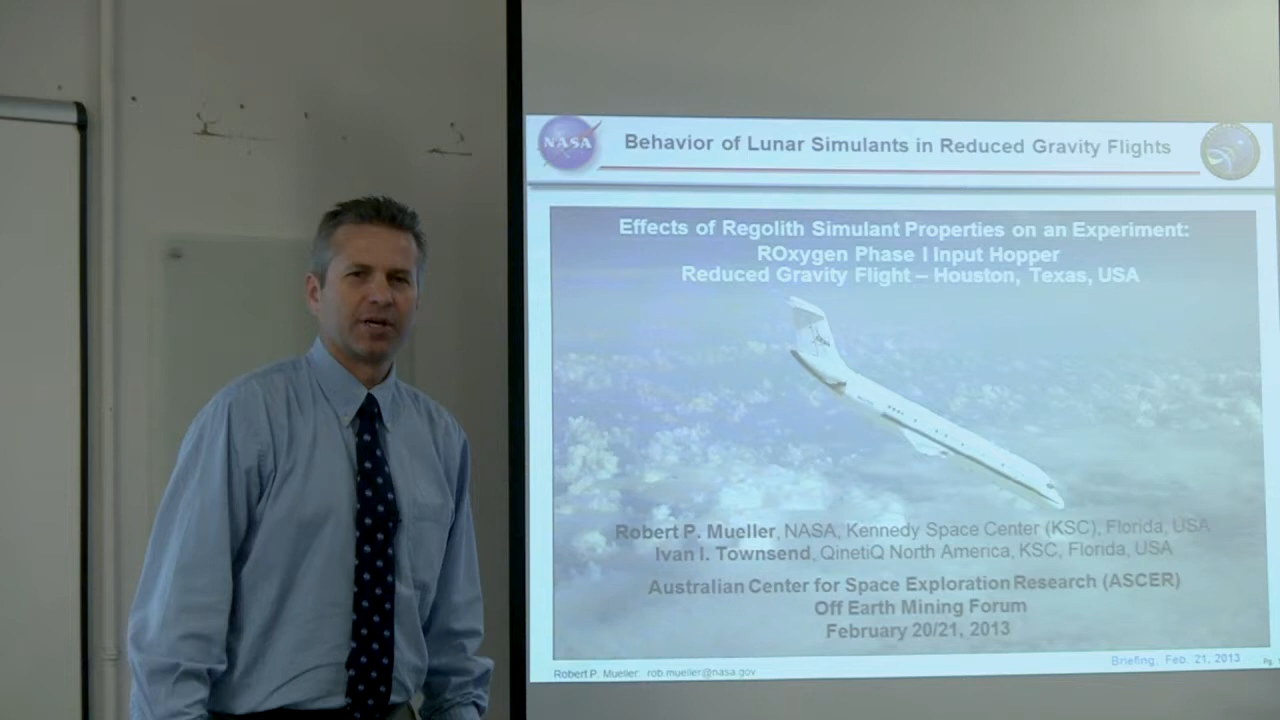 NASA
Behavior of Lunar Simulants in Reduced Gravity Flights
Effects of Regolith Simulant Properties on an Experiment:
ROxygen Phase I Input Hopper
Reduced Gravity Flight – Houston, Texas, USA
Robert P. Mueller, NASA, Kennedy Space Center (KSC), Florida, USA
Ivan I. Townsend, QinetiQ North America, KSC, Florida, USA
Australian Center for Space Exploration Research (ASCER)
Off Earth Mining Forum
February 20/21, 2013
Robert P. Mueller: rob.mueller@nasa.gov
Briefing, Feb. 21, 2013
Pg.